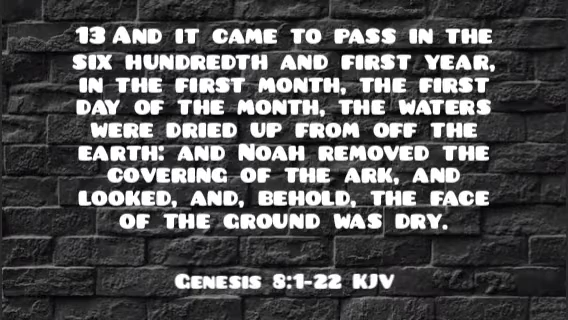 13 And it came to pass in the
six hundredth and first year,
in the first month, the first
day of the month, the waters
were dried up from off the
earth: and Noah removed the
covering of the ark, and
looked, and, behold, the face
of the ground was dry.
Genesis 8:1-22 KJV